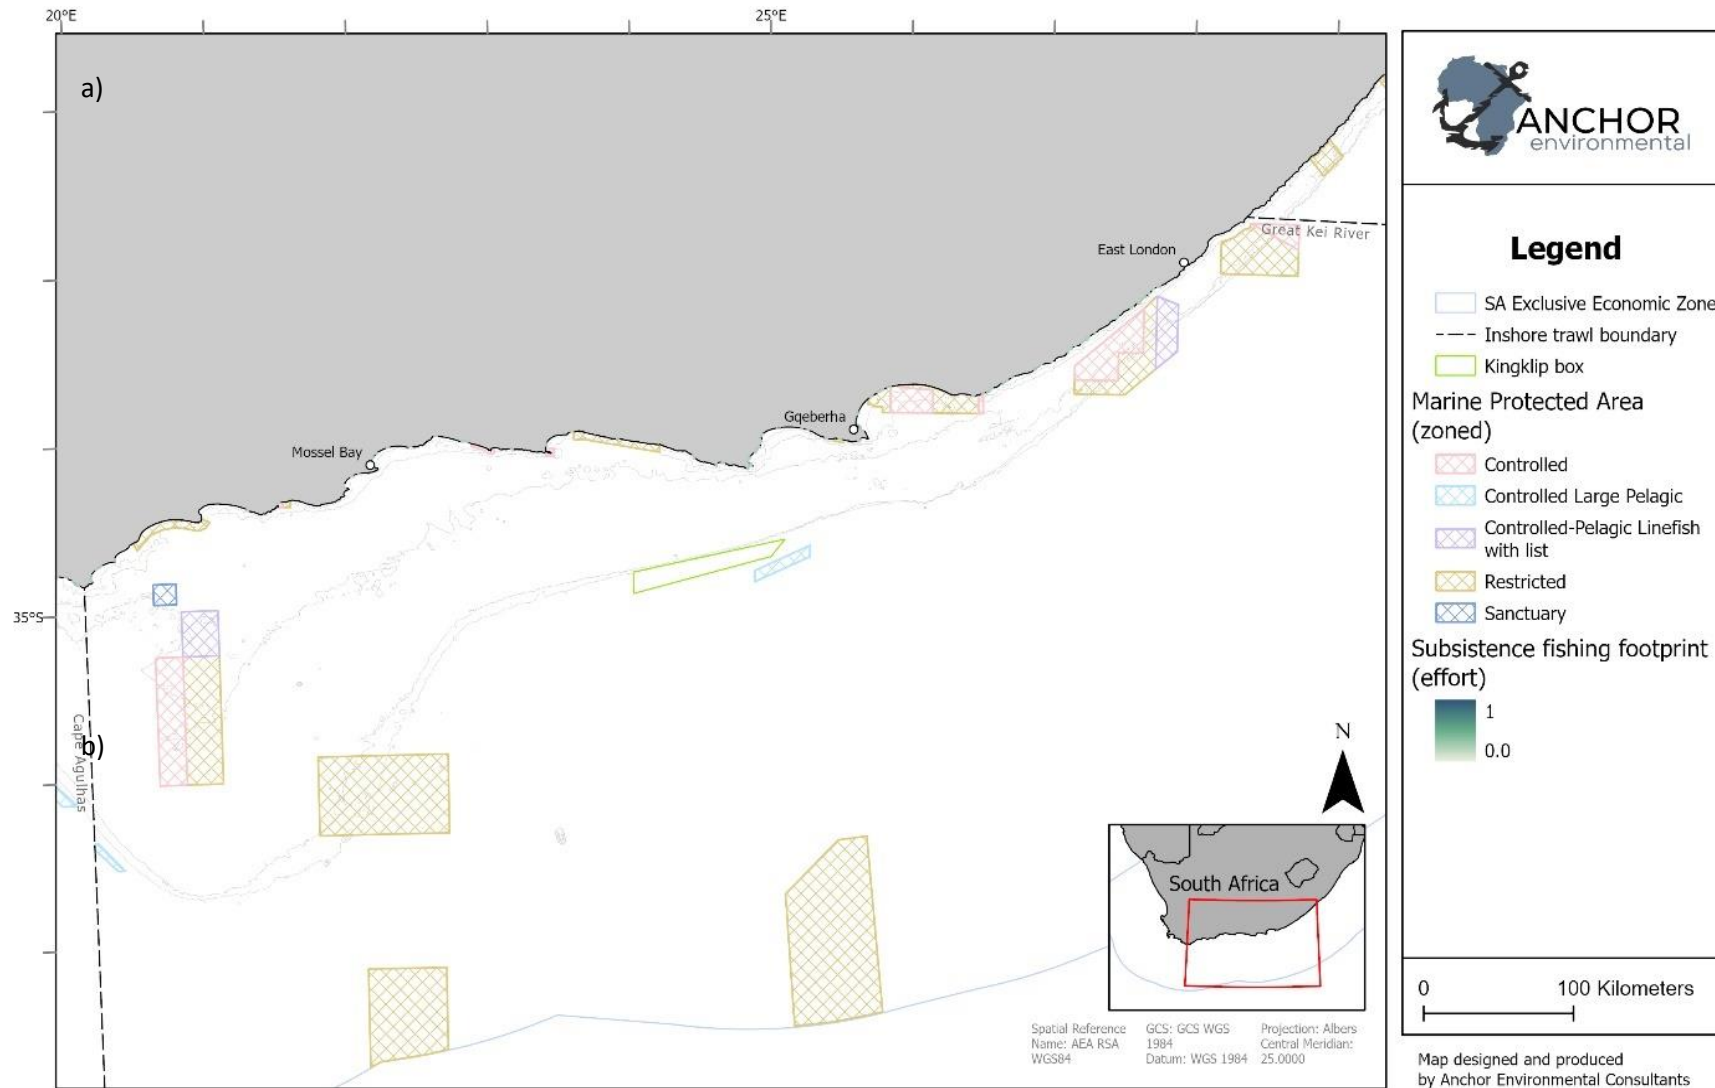 20°E
25°E
a)
East London
Great Kei River
Gqeberha
Mossel Bay
35°S
Cape Agulhas
b)
N
South Africa
Spatial Reference
Name: AEA RSA
WGS84
GCS: GCS WGS
1984
Datum: WGS 1984
Projection: Albers
Central Meridian:
25.0000
ANCHOR
environmental
Legend
SA Exclusive Economic Zone
Inshore trawl boundary
Kingklip box
Marine Protected Area
(zoned)
Controlled
Controlled Large Pelagic
Controlled-Pelagic Linefish
with list
Restricted
Sanctuary
Subsistence fishing footprint
(effort)
1
0.0
0 100 Kilometers
Map designed and produced
by Anchor Environmental Consultants